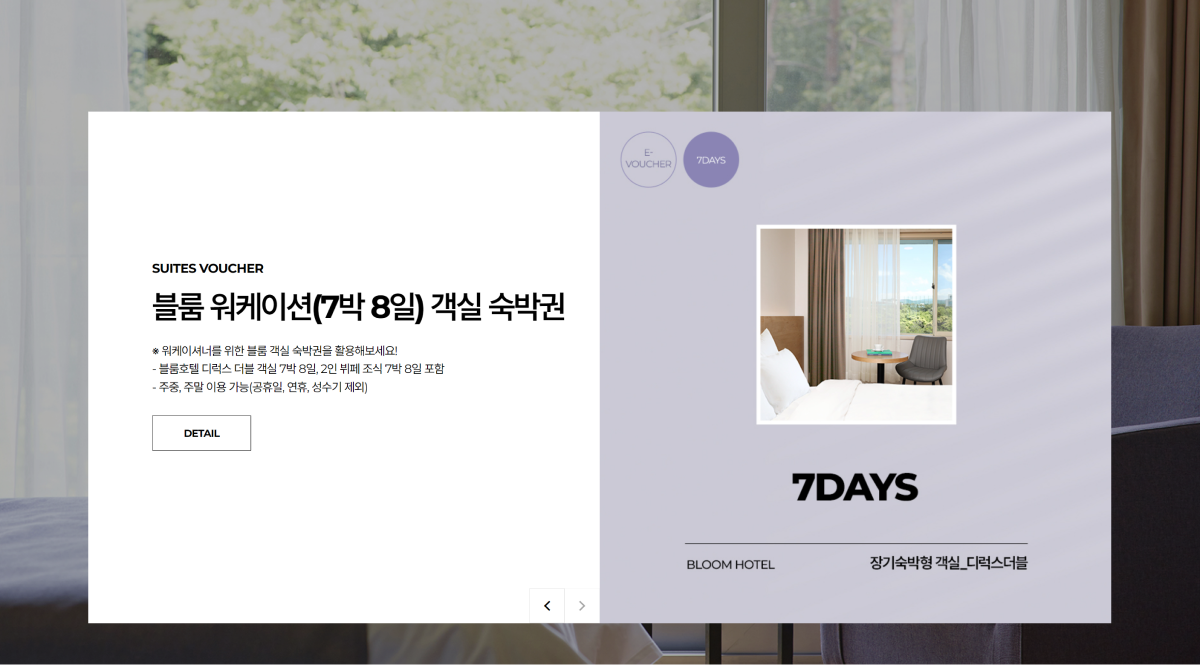 SUITES VOUCHER
블룸 워케이션(7박 8일) 객실 숙박권
※ 워케이셔너를 위한 블룸 객실 숙박권을 활용해보세요!
- 블룸호텔 디럭스 더블 객실 7박 8일, 2인 뷔페 조식 7박 8일 포함
- 주중, 주말 이용 가능(공휴일, 연휴, 성수기 제외)
DETAIL
E-
VOUCHER
7DAYS
7DAYS
BLOOM HOTEL 장기숙박형 객실_디럭스더블